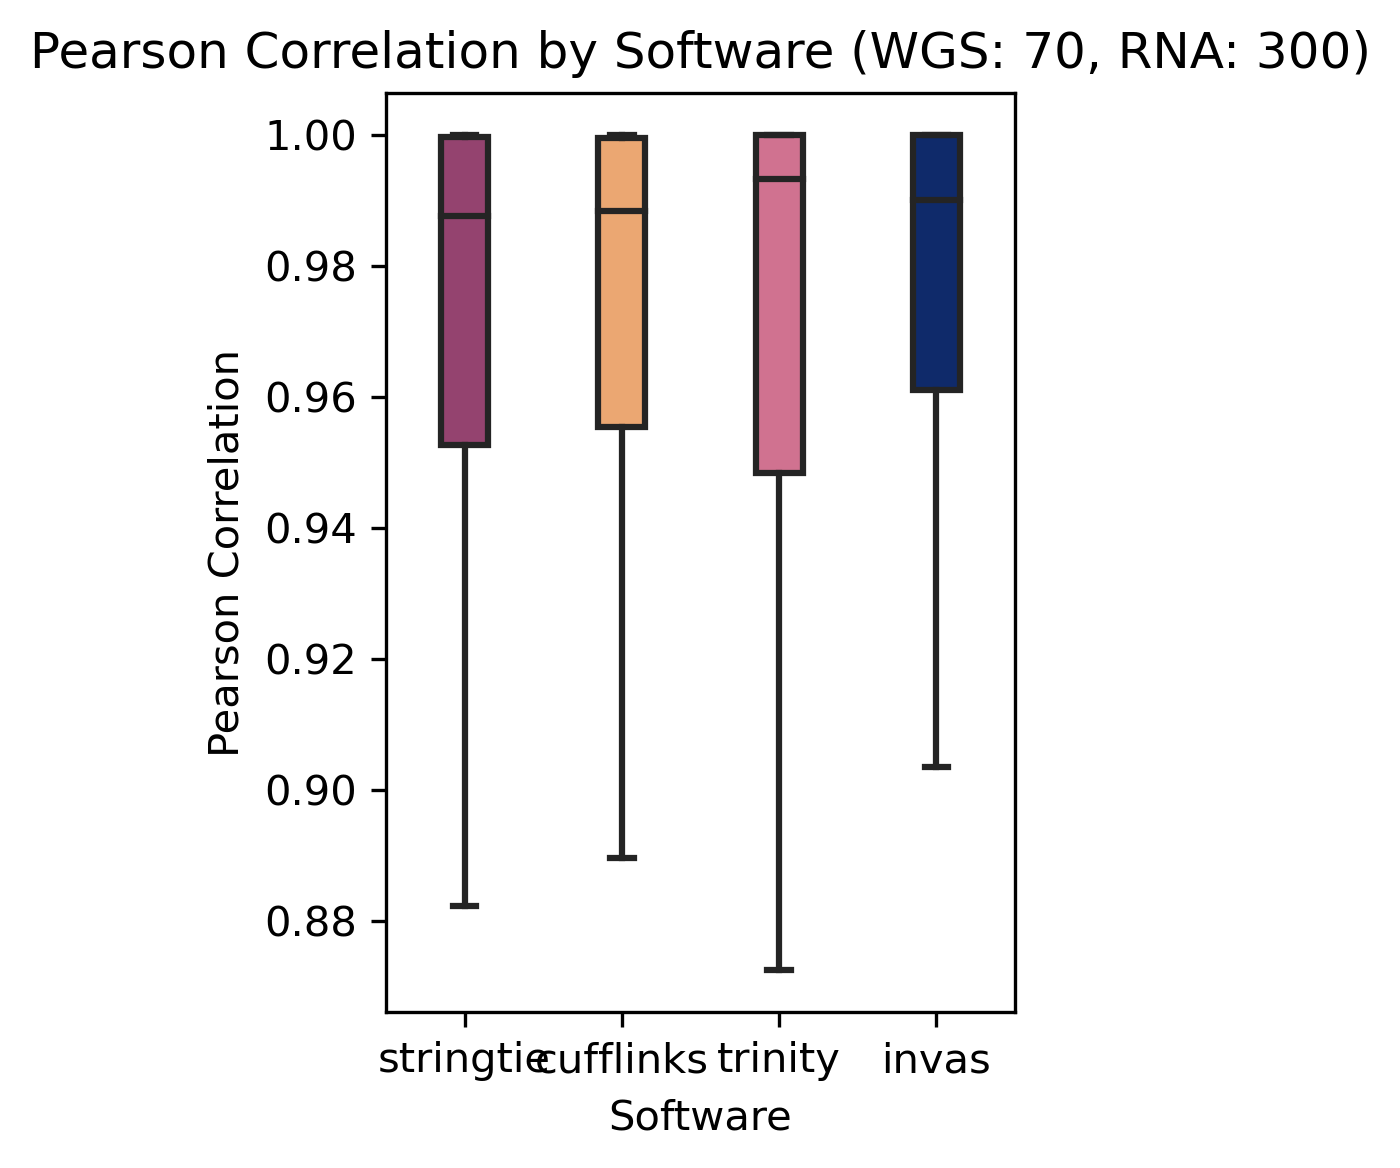 Pearson Correlation by Software (WGS: 70, RNA: 300)
1.00
0.98
0.96
0.94
0.92
0.90
0.88
Pearson Correlation
stringtie cufflinks trinity invas
Software